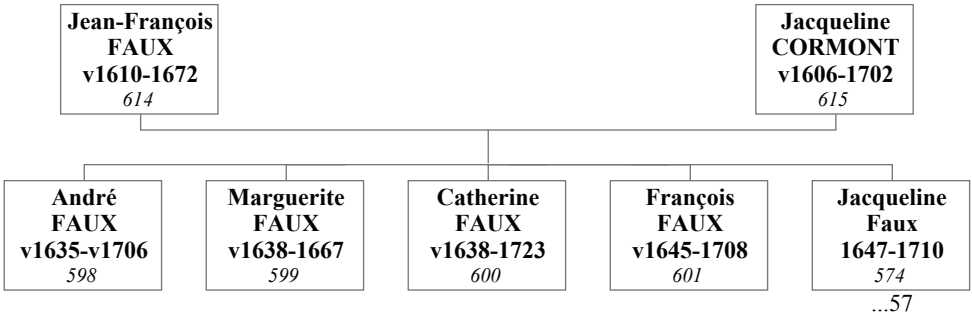 Jean-François
FAUX
v1610-1672
614
Jacqueline
CORMONT
v1606-1702
615
André
FAUX
v1635-v1706
598
Marguerite
FAUX
v1638-1667
599
Catherine
FAUX
v1638-1723
600
François
FAUX
v1645-1708
601
Jacqueline
Faux
1647-1710
574
...57